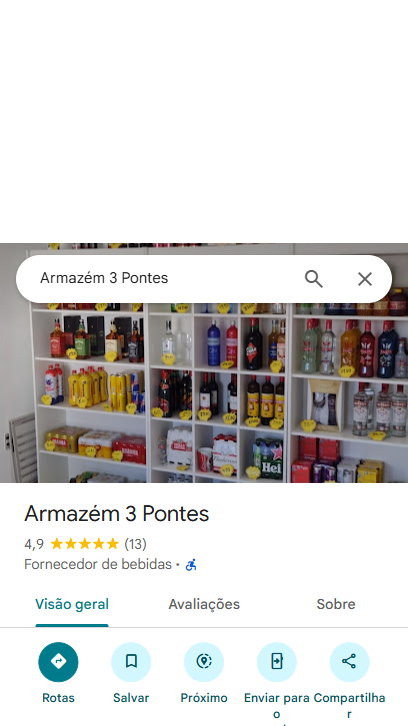 Armazém 3 Pontes
Hei
Armazém 3 Pontes
4,9 (13)
Fornecedor de bebidas ·
Visão geral
Avaliações
Sobre
Rotas
Salvar
Próximo
Enviar para
o
Compartilha
r